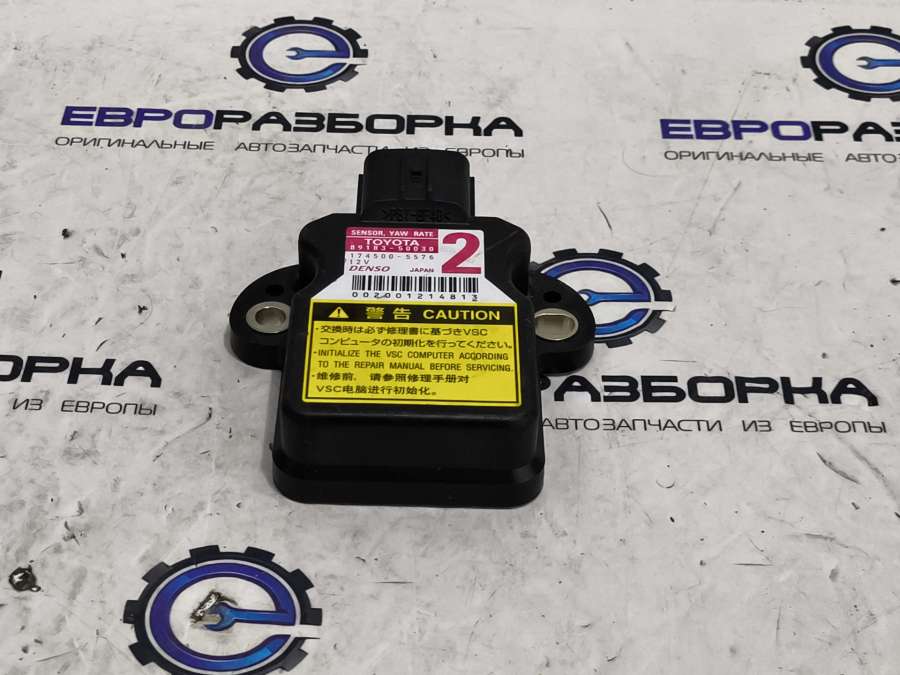 ЕВРОРАЗБОРКА
ОРИГИНАЛЬНЫЕ АВТОЗАПЧАСТИ ИЗ ЕВРОПЫ
ЕВРОРАЗБОРКА
ОРИГИНАЛЬНЫЕ АВТО
SENSOR, YAW RATE
TOYOTA
89183-50030
174500-5576
12V
DENSO JAPAN
2
002001214813
警告 CAUTION
・交換時は必ず修理書に基づきVSC
コンピュータの初期化を行ってください。
・INITIALIZE THE VSC COMPUTER ACCORDING
TO THE REPAIR MANUAL BEFORE SERVICING.
・维修前，请参照修理手册对
VSC电脑进行初始化。
РАЗБОРКА
ИЗ ЕВРОПЫ
РАЗБОРКА
АВТОЗАПЧАСТИ ИЗ ЕВРОПЫ